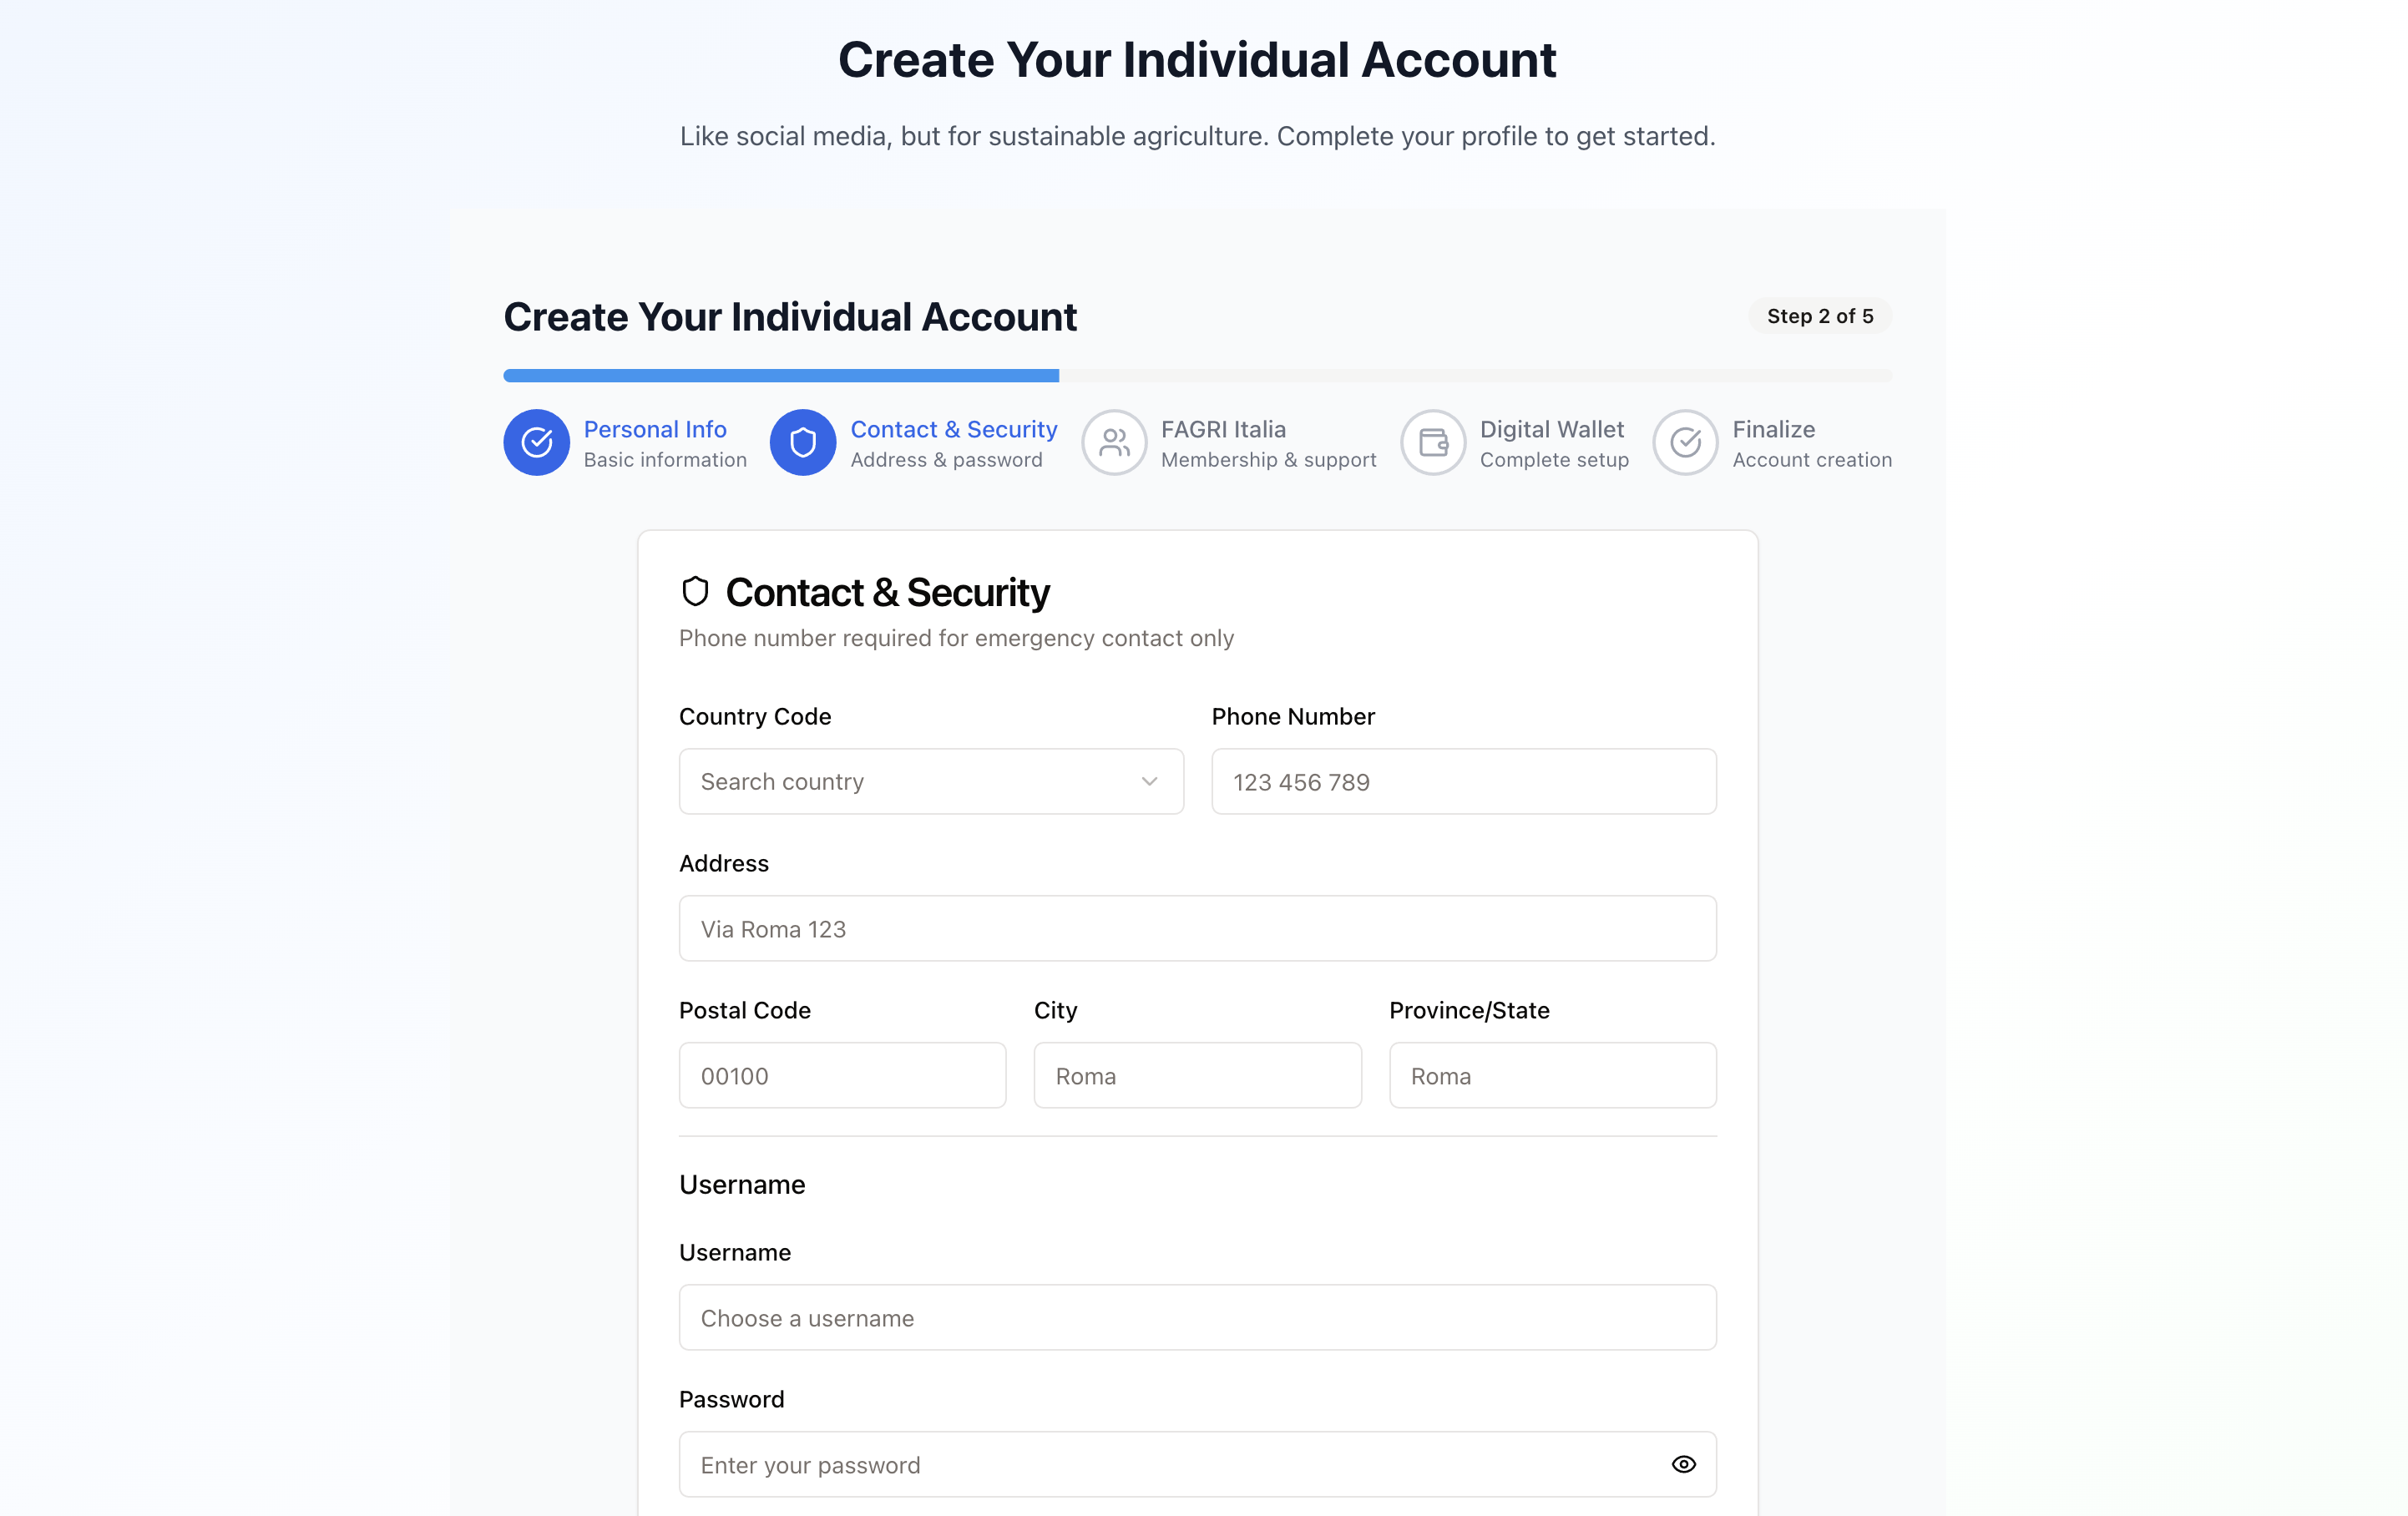 Create Your Individual Account
Like social media, but for sustainable agriculture. Complete your profile to get started.
Create Your Individual Account
Step 2 of 5
Personal Info
Basic information
Contact & Security
Address & password
FAGRI Italia
Membership & support
Digital Wallet
Complete setup
Finalize
Account creation
Contact & Security
Phone number required for emergency contact only
Country Code
Search country
Phone Number
123 456 789
Address
Via Roma 123
Postal Code
00100
City
Roma
Province/State
Roma
Username
Username
Choose a username
Password
Enter your password